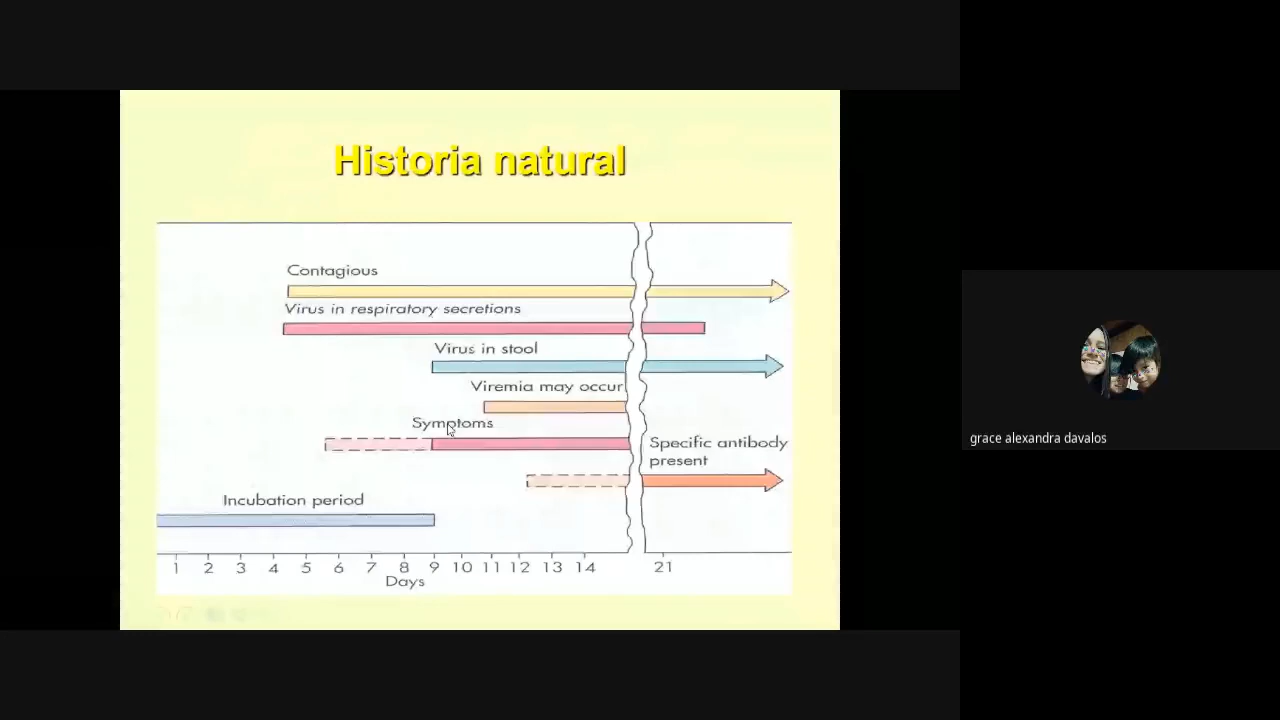 Historia natural
Contagious
Virus in respiratory secretions
Virus in stool
Viremia may occur
Symptoms
Specific antibody
present
Incubation period
1 2 3 4 5 6 7 8 9 10 11 12 13 14 21
Days
grace alexandra davalos